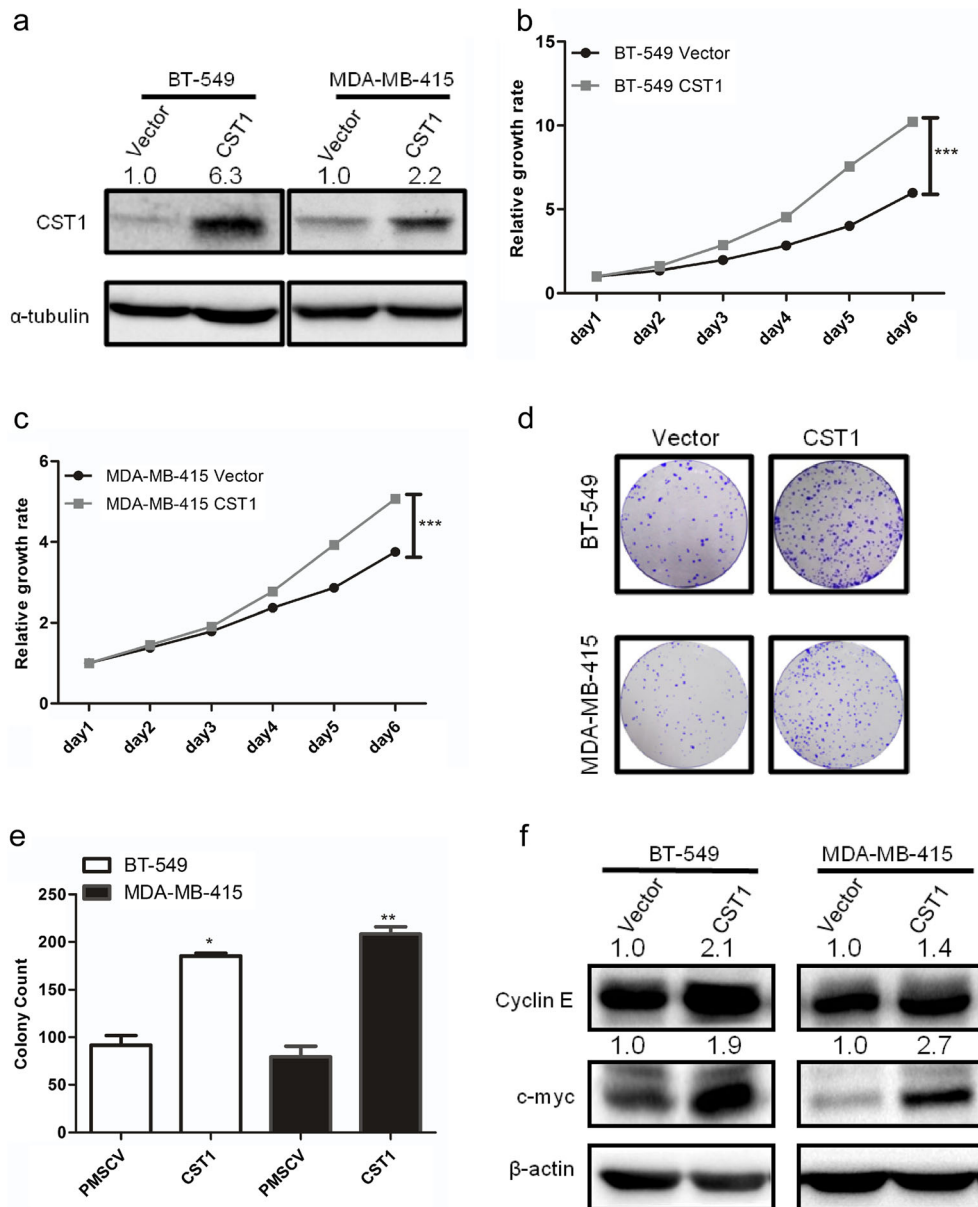 a
BT-549
MDA-MB-415
Vector
CST1
Vector
CST1
1.0
6.3
1.0
2.2
CST1
α-tubulin
b
BT-549 Vector
BT-549 CST1
Relative growth rate
15
10
5
0
***
day1
day2
day3
day4
day5
day6
c
MDA-MB-415 Vector
MDA-MB-415 CST1
Relative growth rate
6
4
2
0
***
day1
day2
day3
day4
day5
day6
d
Vector
CST1
BT-549
MDA-MB-415
e
BT-549
MDA-MB-415
Colony Count
250
200
150
100
50
0
*
**
PMSCV
CST1
PMSCV
CST1
f
BT-549
MDA-MB-415
Vector
CST1
Vector
CST1
1.0
2.1
1.0
1.4
Cyclin E
1.0
1.9
1.0
2.7
c-myc
β-actin